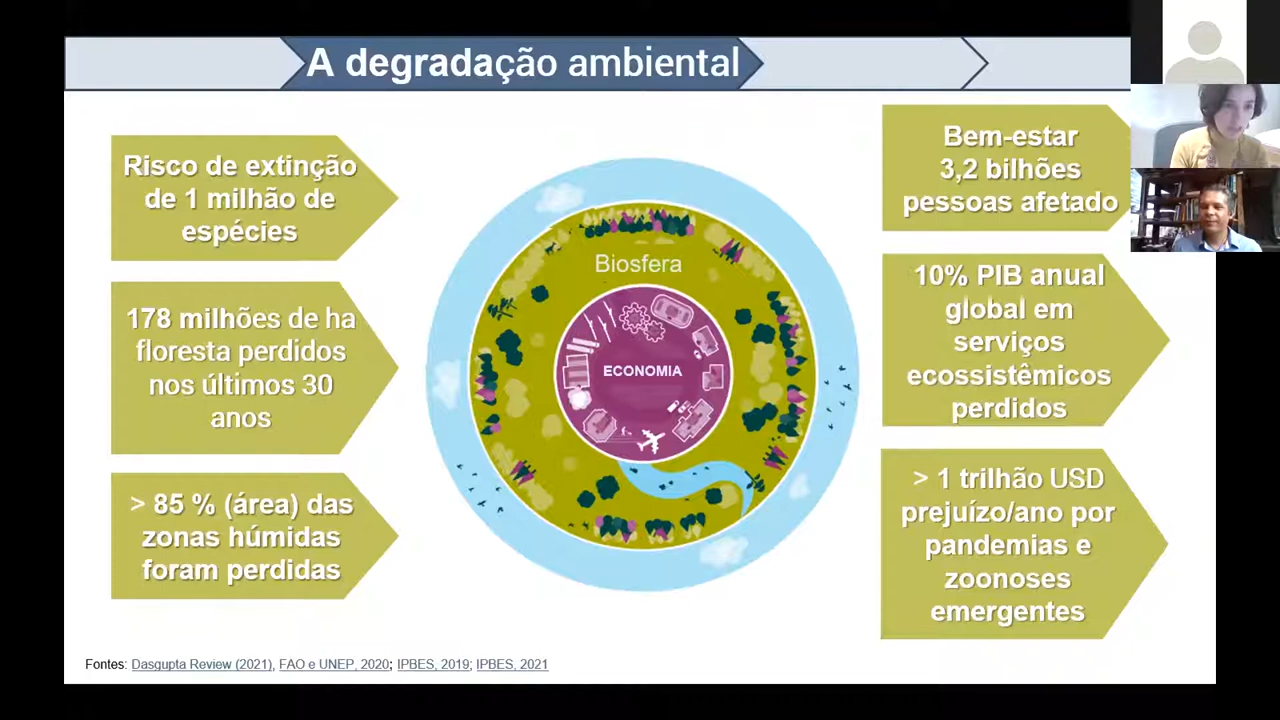 A degradação ambiental
Risco de extinção
de 1 milhão de
espécies
178 milhões de ha
floresta perdidos
nos últimos 30
anos
> 85 % (área) das
zonas húmidas
foram perdidas
Biosfera
ECONOMIA
Bem-estar
3,2 bilhões
pessoas afetado
10% PIB anual
global em
serviços
ecossistêmicos
perdidos
> 1 trilhão USD
prejuízo/ano por
pandemias e
zoonoses
emergentes
Fontes: Dasgupta Review (2021), FAO e UNEP, 2020; IPBES, 2019; IPBES, 2021